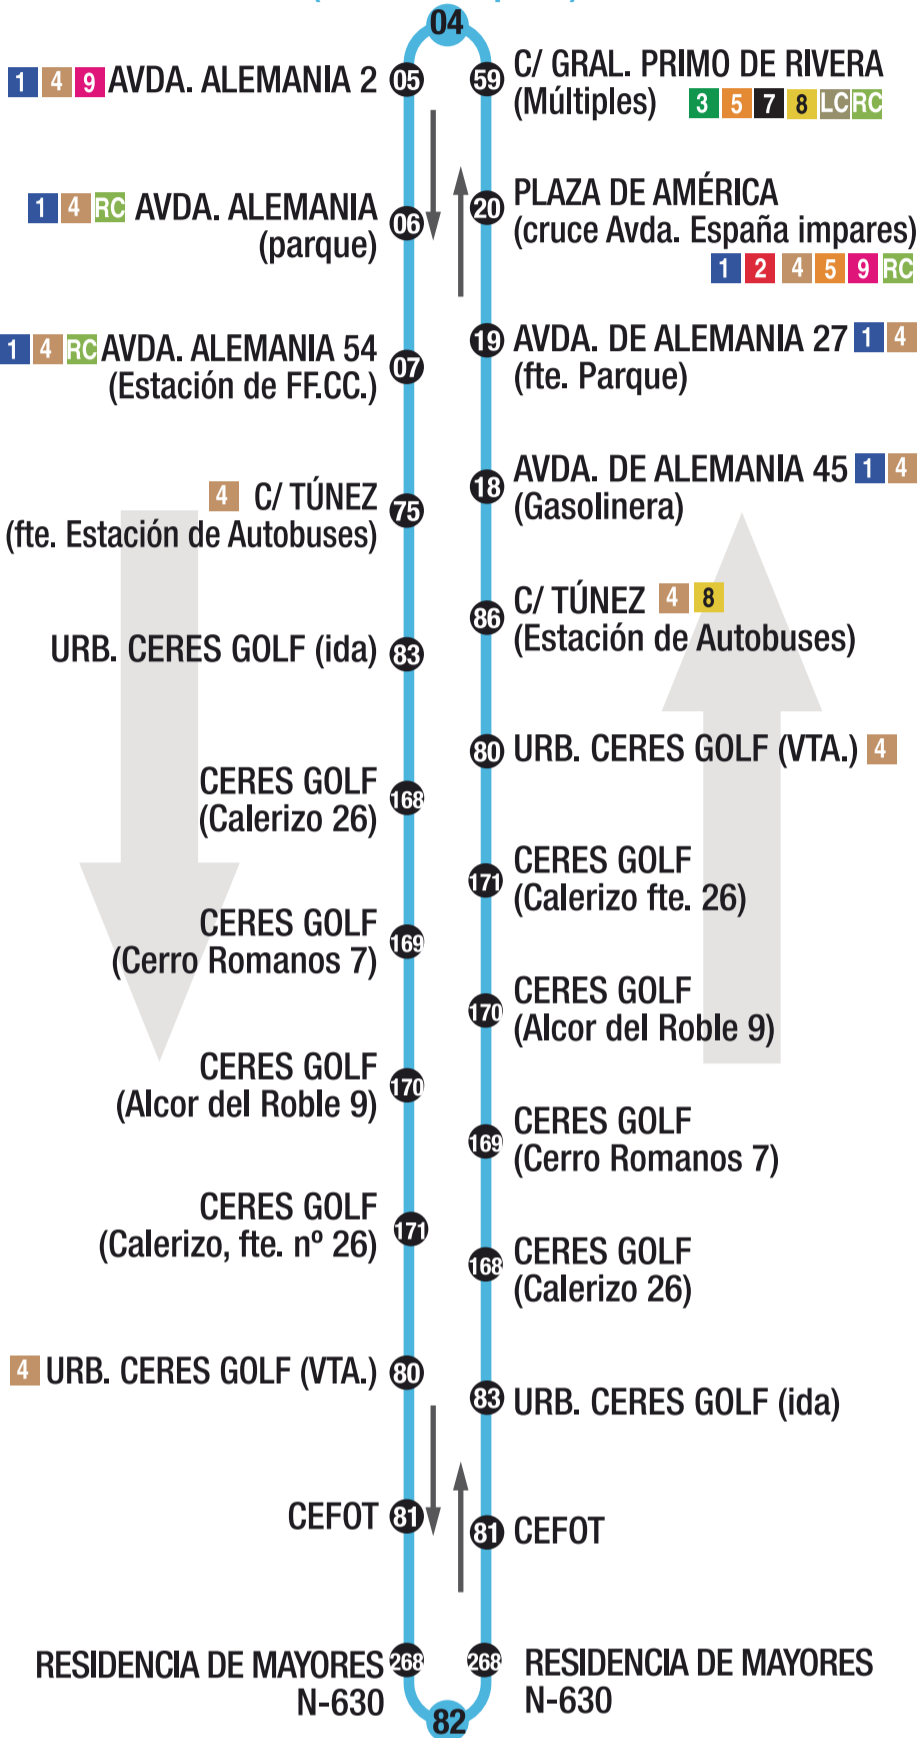 04
1 4 9 AVDA. ALEMANIA 2 05
1 4 RC AVDA. ALEMANIA 06
(parque)
1 4 RC AVDA. ALEMANIA 54 07
(Estación de FF.CC.)
4 C/ TÚNEZ 75
(fte. Estación de Autobuses)
URB. CERES GOLF (ida) 83
CERES GOLF 168
(Calerizo 26)
CERES GOLF 169
(Cerro Romanos 7)
CERES GOLF 170
(Alcor del Roble 9)
CERES GOLF 171
(Calerizo, fte. nº 26)
4 URB. CERES GOLF (VTA.) 80
CEFOT 81
RESIDENCIA DE MAYORES 268
N-630
59 C/ GRAL. PRIMO DE RIVERA
(Múltiples) 3 5 7 8 LC RC
20 PLAZA DE AMÉRICA
(cruce Avda. España impares)
1 2 4 5 9 RC
19 AVDA. DE ALEMANIA 27 1 4
(fte. Parque)
18 AVDA. DE ALEMANIA 45 1 4
(Gasolinera)
86 C/ TÚNEZ 4 8
(Estación de Autobuses)
80 URB. CERES GOLF (VTA.) 4
171 CERES GOLF
(Calerizo fte. 26)
170 CERES GOLF
(Alcor del Roble 9)
169 CERES GOLF
(Cerro Romanos 7)
168 CERES GOLF
(Calerizo 26)
83 URB. CERES GOLF (ida)
81 CEFOT
268 RESIDENCIA DE MAYORES
N-630
82